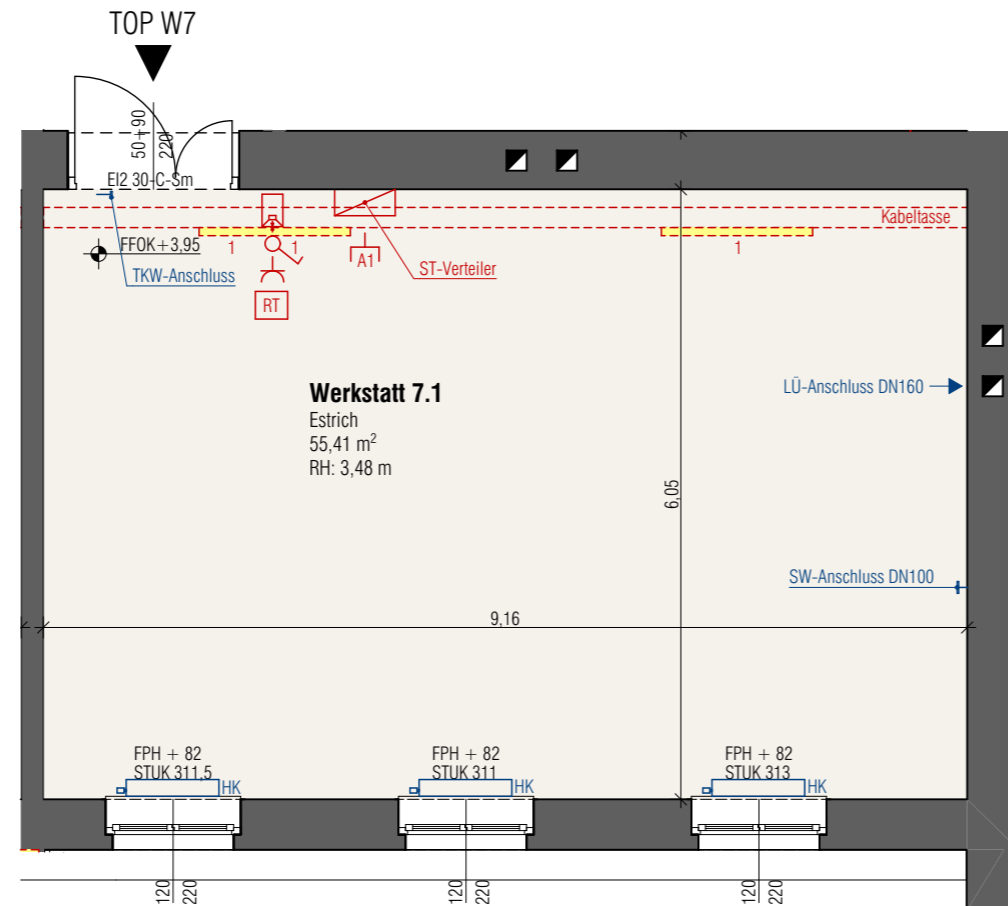 TOP W7
50+90
220
EI2 30-C-Sm
Kabeltasse
FFOK+3,95
1
1
1
A1
TKW-Anschluss
ST-Verteiler
RT
Werkstatt 7.1
Estrich
55,41 m²
RH: 3,48 m
LÜ-Anschluss DN160
6,05
SW-Anschluss DN100
9,16
FPH + 82
STUK 311,5
HK
FPH + 82
STUK 311
HK
FPH + 82
STUK 313
HK
120
220
120
220
120
220